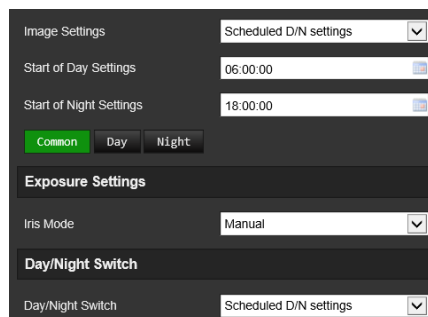 Image Settings Scheduled D/N settings
Start of Day Settings 06:00:00
Start of Night Settings 18:00:00
Common Day Night
Exposure Settings
Iris Mode Manual
Day/Night Switch
Day/Night Switch Scheduled D/N settings